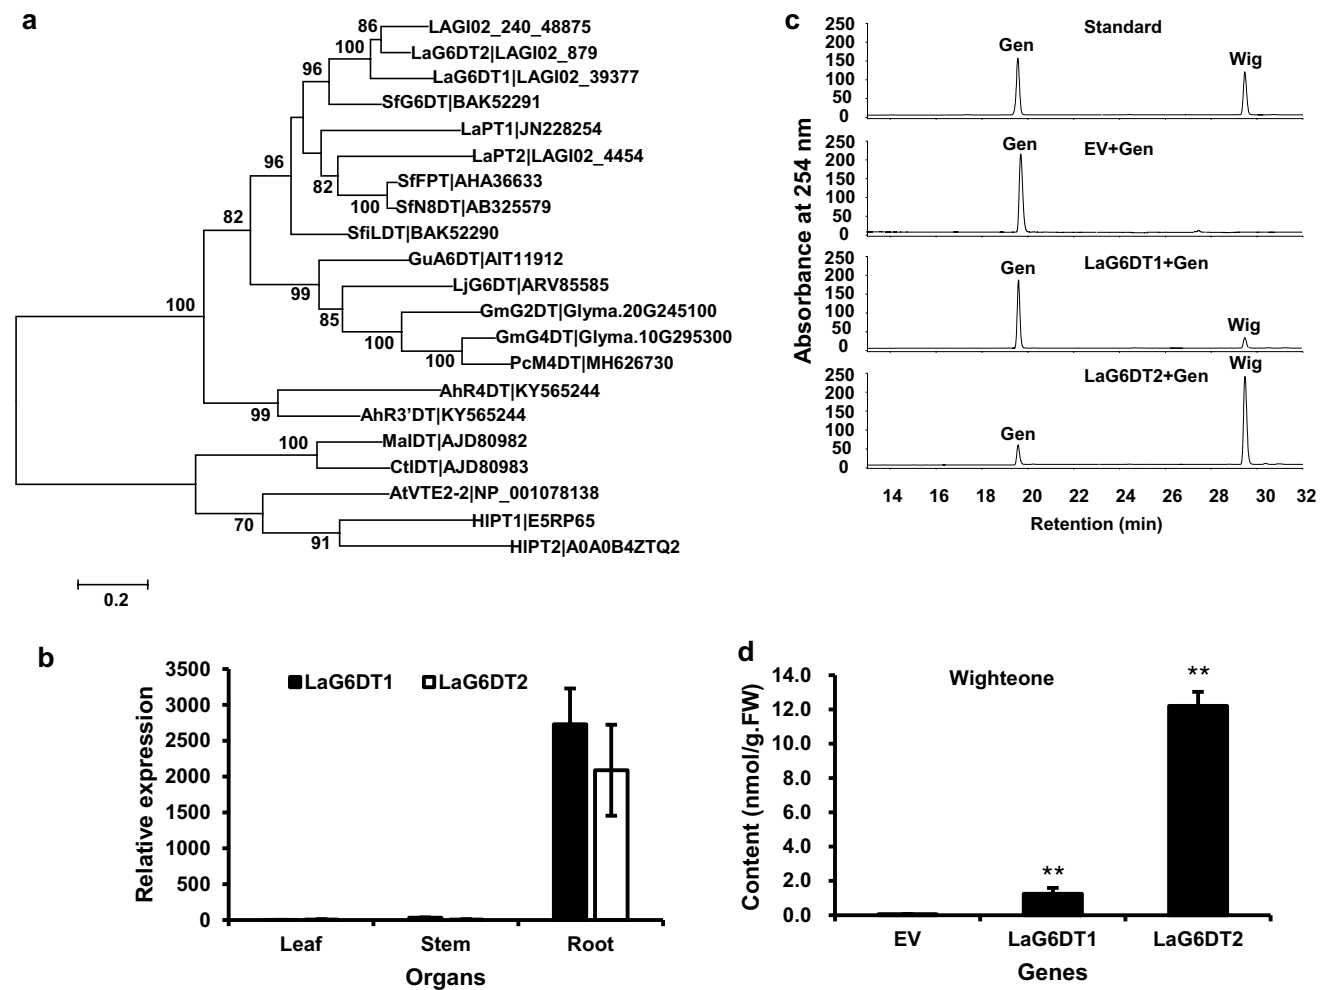 a
86
LAGI02_240_48875
100
LaG6DT2|LAGI02_879
96
LaG6DT1|LAGI02_39377
SfG6DT|BAK52291
LaPT1|JN228254
96
LaPT2|LAGI02_4454
82
SfFPT|AHA36633
100
SfN8DT|AB325579
82
SfiLDT|BAK52290
GuA6DT|AIT11912
99
LjG6DT|ARV85585
100
85
GmG2DT|Glyma.20G245100
100
GmG4DT|Glyma.10G295300
100
PcM4DT|MH626730
AhR4DT|KY565244
99
AhR3’DT|KY565244
100
MaIDT|AJD80982
CtIDT|AJD80983
AtVTE2-2|NP_001078138
70
HlPT1|E5RP65
91
HlPT2|A0A0B4ZTQ2
0.2
c
Absorbance at 254 nm
250
200
150
100
50
0
Standard
Gen
Wig
250
200
150
100
50
0
EV+Gen
Gen
250
200
150
100
50
0
LaG6DT1+Gen
Gen
Wig
250
200
150
100
50
0
LaG6DT2+Gen
Gen
Wig
14 16 18 20 22 24 26 28 30 32
Retention (min)
b
Relative expression
3500
3000
2500
2000
1500
1000
500
0
LaG6DT1 LaG6DT2
Leaf Stem Root
Organs
d
Content (nmol/g.FW)
14.0
12.0
10.0
8.0
6.0
4.0
2.0
0.0
Wighteone
**
**
EV LaG6DT1 LaG6DT2
Genes